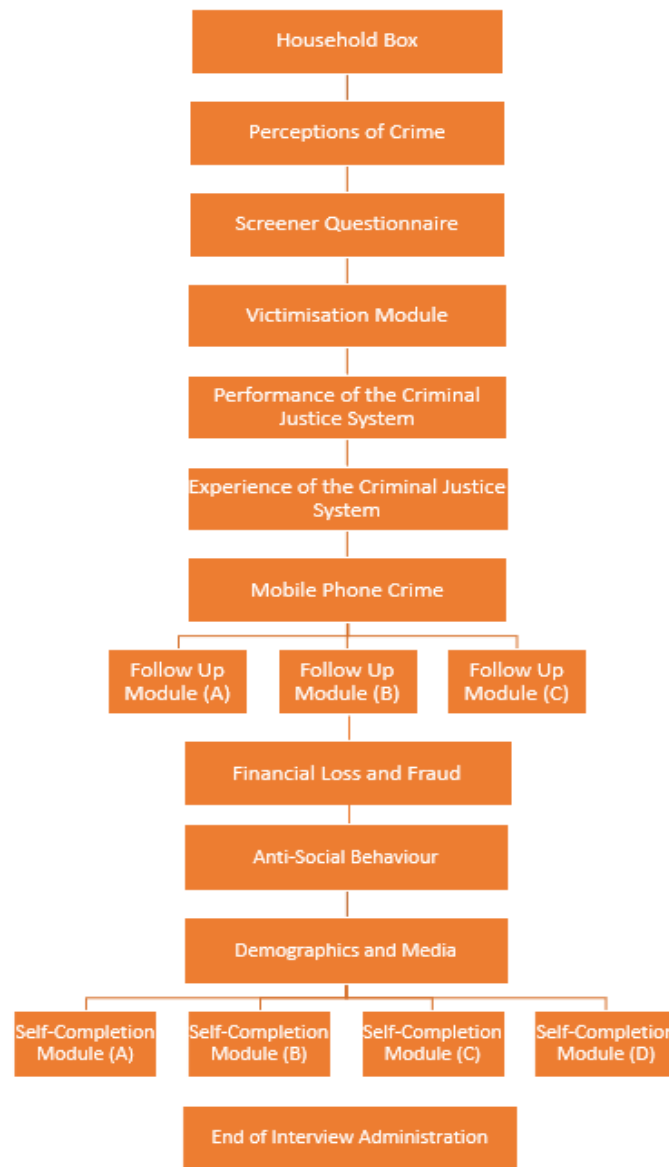 Household Box
Perceptions of Crime
Screener Questionnaire
Victimisation Module
Performance of the Criminal
Justice System
Experience of the Criminal Justice
System
Mobile Phone Crime
Follow Up
Module (A)
Follow Up
Module (B)
Follow Up
Module (C)
Financial Loss and Fraud
Anti-Social Behaviour
Demographics and Media
Self-Completion
Module (A)
Self-Completion
Module (B)
Self-Completion
Module (C)
Self-Completion
Module (D)
End of Interview Administration